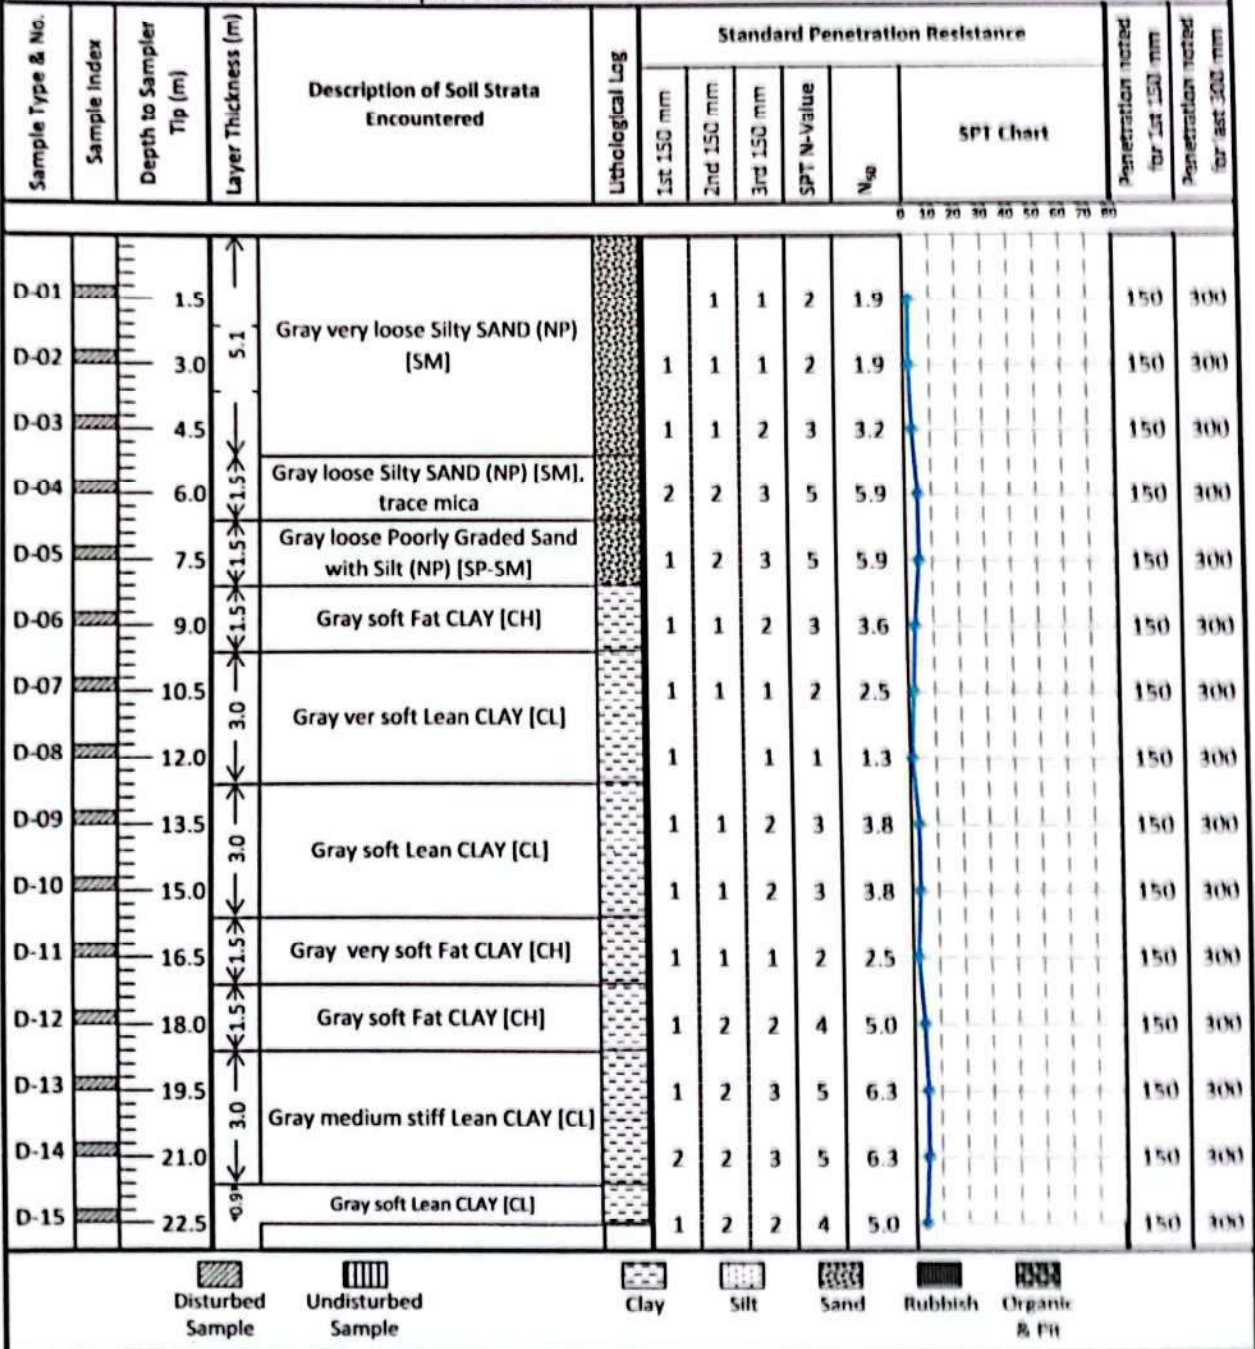 Sample Type & No.
Sample Index
Depth to Sampler
Tip (m)
Layer Thickness (m)
Description of Soil Strata
Encountered
Lithological Log
Standard Penetration Resistance
1st 150 mm
2nd 150 mm
3rd 150 mm
SPT N-Value
N₆₀
SPT Chart
Penetration noted
for 1st 150 mm
Penetration noted
for last 300 mm
0 10 20 30 40 50 60 70 80
D-01 1.5 1 1 2 1.9 150 300
5.1
Gray very loose Silty SAND (NP)
[SM]
D-02 3.0 1 1 1 2 1.9 150 300
D-03 4.5 1 1 2 3 3.2 150 300
1.5
Gray loose Silty SAND (NP) [SM],
trace mica
D-04 6.0 2 2 3 5 5.9 150 300
1.5
Gray loose Poorly Graded Sand
with Silt (NP) [SP-SM]
D-05 7.5 1 2 3 5 5.9 150 300
1.5
Gray soft Fat CLAY [CH]
D-06 9.0 1 1 2 3 3.6 150 300
D-07 10.5 1 1 1 2 2.5 150 300
3.0
Gray ver soft Lean CLAY [CL]
D-08 12.0 1 1 1 1.3 150 300
D-09 13.5 1 1 2 3 3.8 150 300
3.0
Gray soft Lean CLAY [CL]
D-10 15.0 1 1 2 3 3.8 150 300
1.5
Gray very soft Fat CLAY [CH]
D-11 16.5 1 1 1 2 2.5 150 300
1.5
Gray soft Fat CLAY [CH]
D-12 18.0 1 2 2 4 5.0 150 300
D-13 19.5 1 2 3 5 6.3 150 300
3.0
Gray medium stiff Lean CLAY [CL]
D-14 21.0 2 2 3 5 6.3 150 300
0.9
Gray soft Lean CLAY [CL]
D-15 22.5 1 2 2 4 5.0 150 300
Disturbed
Sample
Undisturbed
Sample
Clay
Silt
Sand
Rubbish
Organic
& Pit